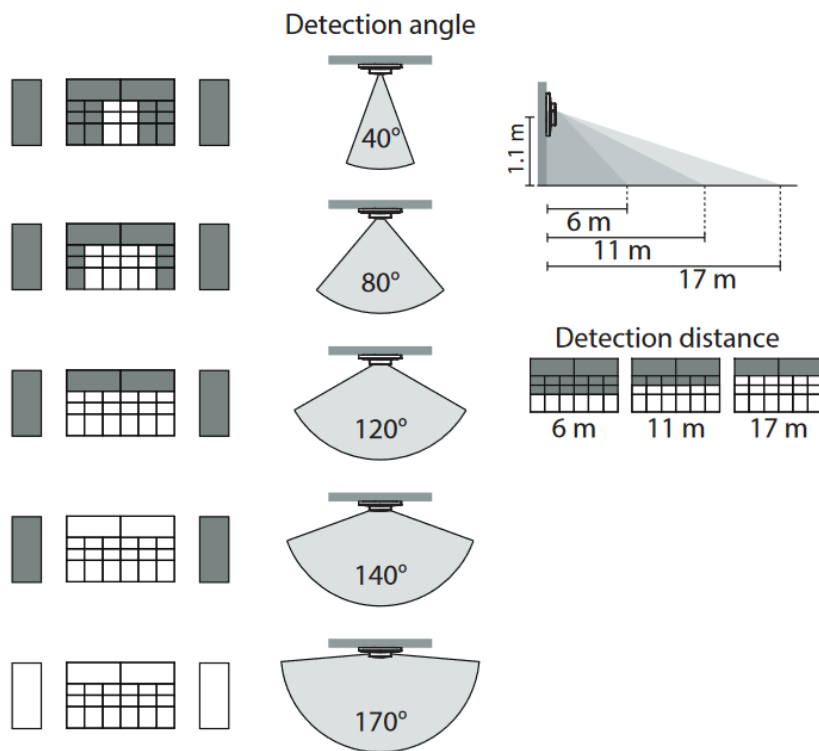 Detection angle
40°
80°
120°
140°
170°
1.1 m
6 m
11 m
17 m
Detection distance
6 m
11 m
17 m